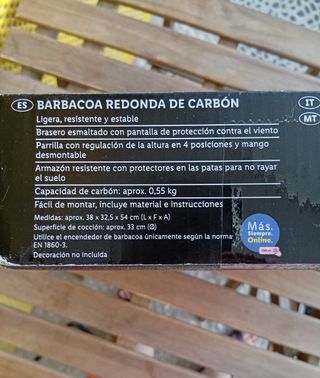 ES BARBACOA REDONDA DE CARBÓN
IT
MT
Ligera, resistente y estable
Brasero esmaltado con pantalla de protección contra el viento
Parrilla con regulación de la altura en 4 posiciones y mango
desmontable
Armazón resistente con protectores en las patas para no rayar
el suelo
Capacidad de carbón: aprox. 0,55 kg
Fácil de montar, incluye material e instrucciones
Medidas: aprox. 38 x 32,5 x 54 cm (L x F x A)
Superficie de cocción: aprox. 33 cm (Ø)
Utilice el encendedor de barbacoa únicamente según la norma
EN 1860-3.
Decoración no incluida
Más.
Siempre.
Online.